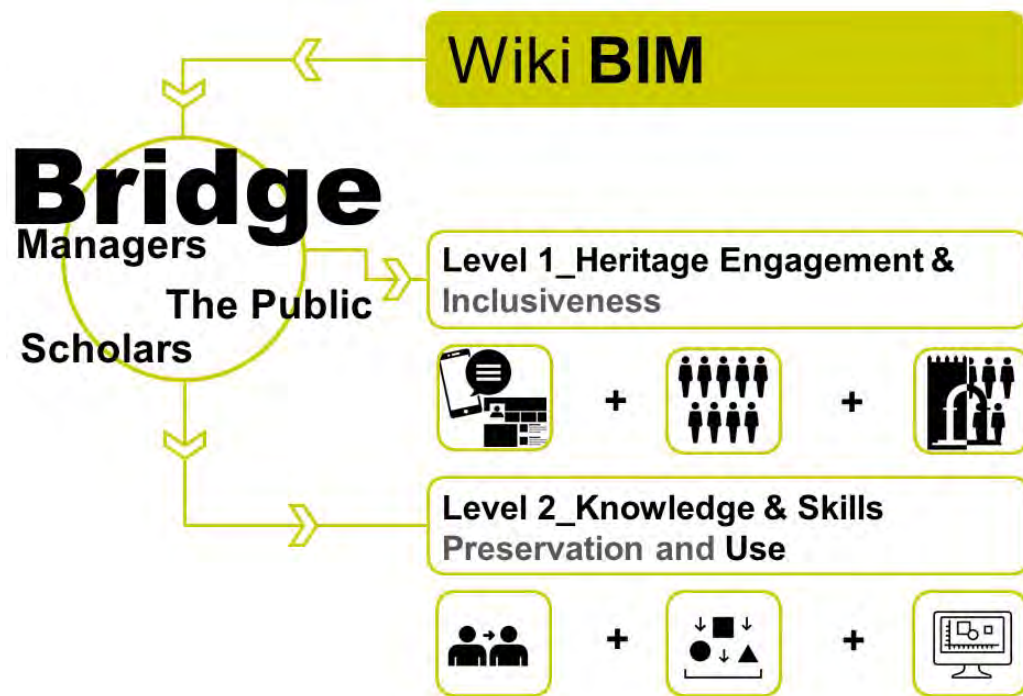 Wiki BIM
Bridge
Managers
The Public
Scholars
Level 1_Heritage Engagement &
Inclusiveness
+ +
Level 2_Knowledge & Skills
Preservation and Use
+ +